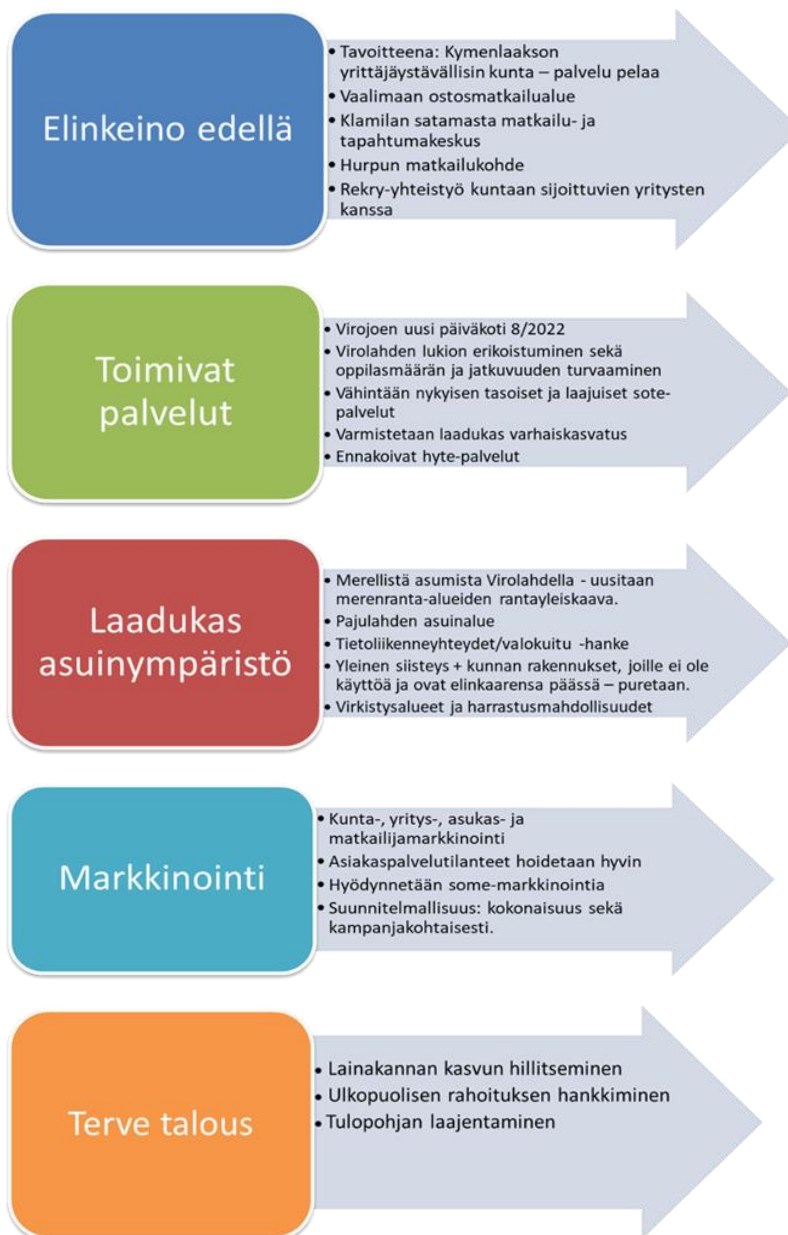 Elinkeino edellä
• Tavoitteena: Kymenlaakson
yrittäjäystävällisin kunta – palvelu pelaa
• Vaalimaan ostosmatkailualue
• Klamilan satamasta matkailu- ja
tapahtumakeskus
• Hurpun matkailukohde
• Rekry-yhteistyö kuntaan sijoittuvien yritysten
kanssa
Toimivat
palvelut
• Virojoen uusi päiväkoti 8/2022
• Virolahden lukion erikoistuminen sekä
oppilasmäärän ja jatkuvuuden turvaaminen
• Vähintään nykyisen tasoiset ja laajuiset sote-
palvelut
• Varmistetaan laadukas varhaiskasvatus
• Ennakoivat hyte-palvelut
Laadukas
asuinympäristö
• Merellistä asumista Virolahdella - uusitaan
merenranta-alueiden rantayleiskaava.
• Pajulahden asuinalue
• Tietoliikenneyhteydet/valokuitu -hanke
• Yleinen siisteys + kunnan rakennukset, joille ei ole
käyttöä ja ovat elinkaarensa päässä – puretaan.
• Virkistysalueet ja harrastusmahdollisuudet
Markkinointi
• Kunta-, yritys-, asukas- ja
matkailijamarkkinointi
• Asiakaspalvelutilanteet hoidetaan hyvin
• Hyödynnetään some-markkinointia
• Suunnitelmallisuus: kokonaisuus sekä
kampanjakohtaisesti.
Terve talous
• Lainakannan kasvun hillitseminen
• Ulkopuolisen rahoituksen hankkiminen
• Tulopohjan laajentaminen